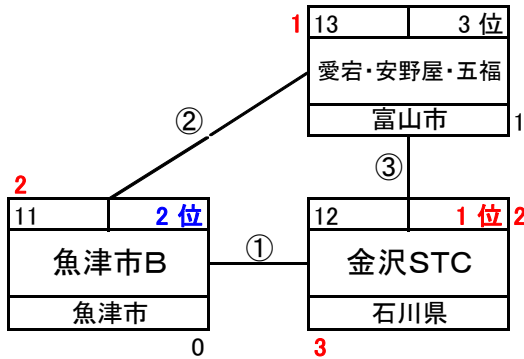 1 13 3 位
愛宕・安野屋・五福
富山市 1
②
③
2
11 2 位
12 1 位 2
①
魚津市B
金沢STC
魚津市
石川県
0
3